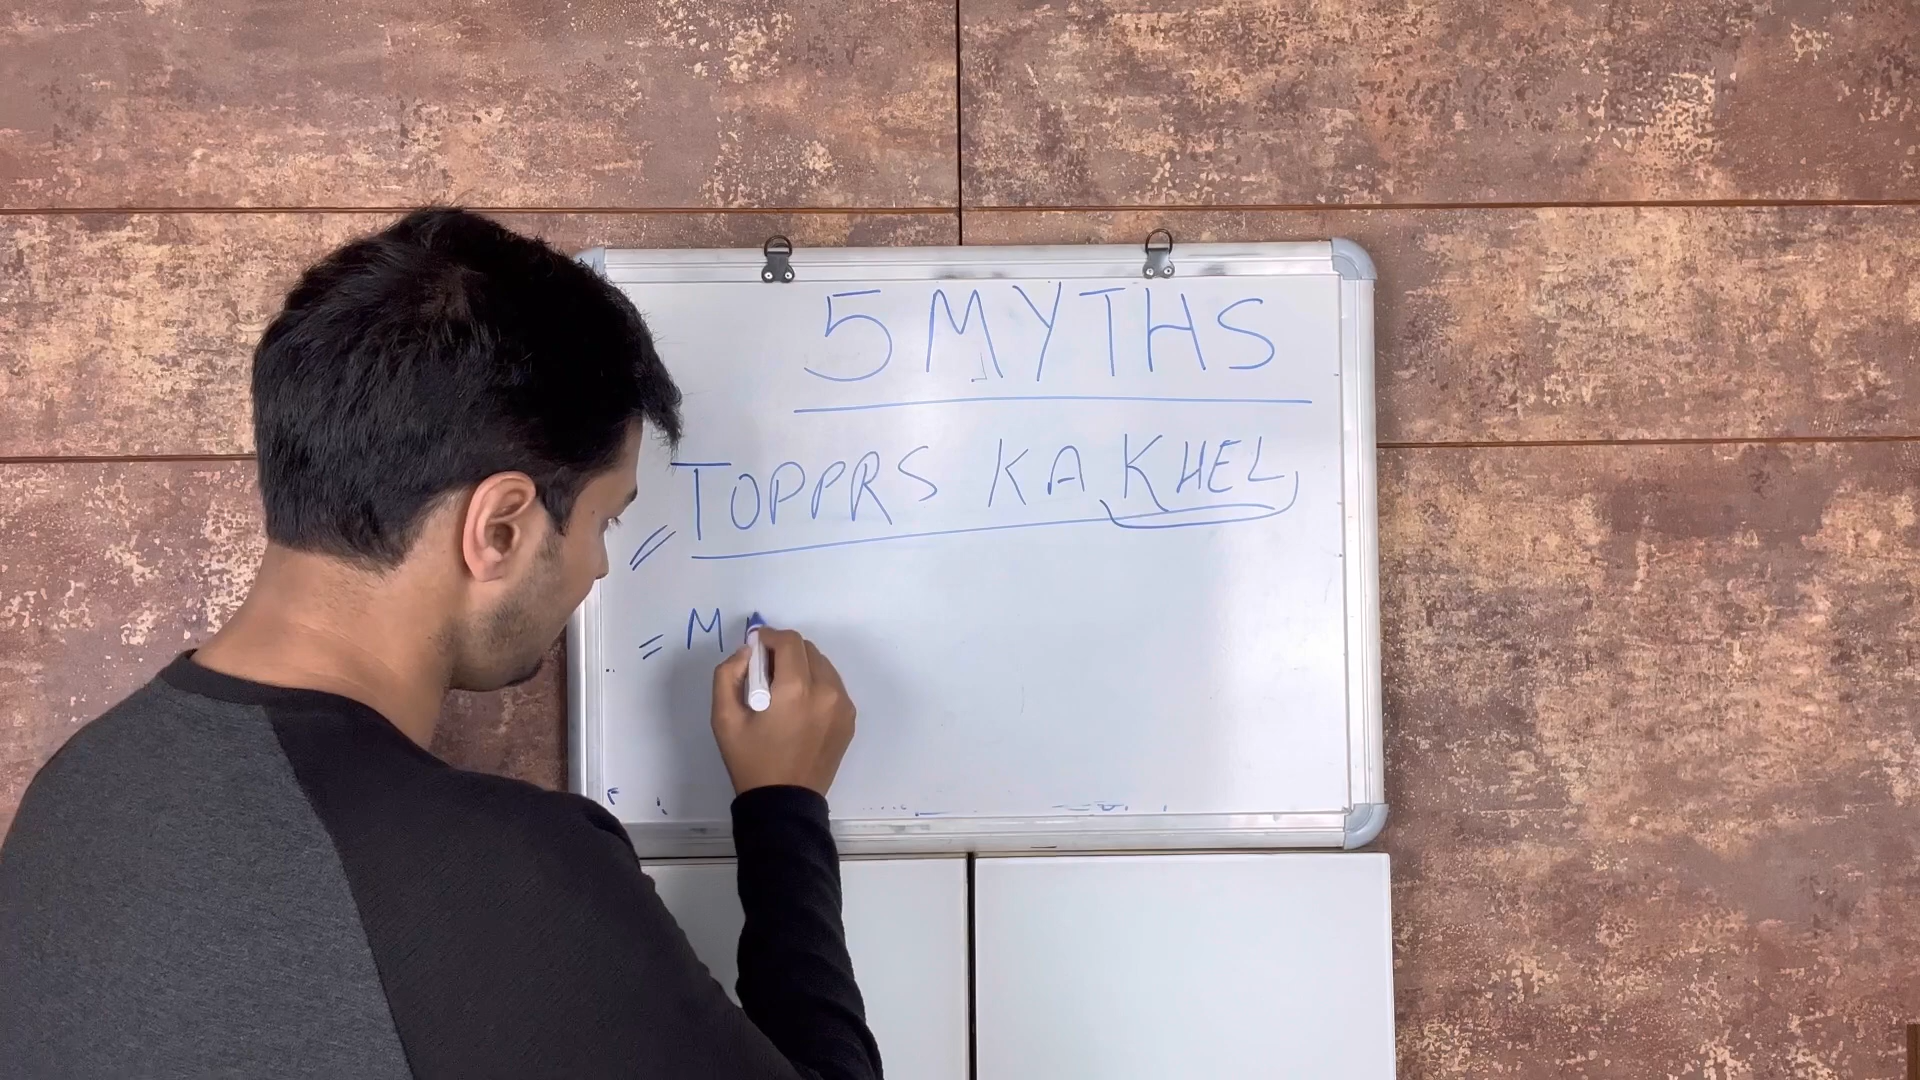 5 MYTHS
= TOPPRS KA KHEL
= M